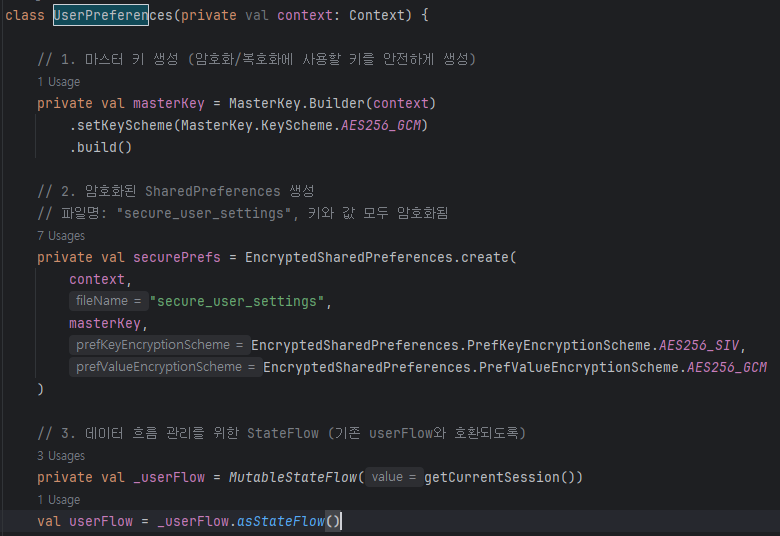 class UserPreferences(private val context: Context) {
// 1. 마스터 키 생성 (암호화/복호화에 사용할 키를 안전하게 생성)
1 Usage
private val masterKey = MasterKey.Builder(context)
.setKeyScheme(MasterKey.KeyScheme.AES256_GCM)
.build()
// 2. 암호화된 SharedPreferences 생성
// 파일명: "secure_user_settings", 키와 값 모두 암호화됨
7 Usages
private val securePrefs = EncryptedSharedPreferences.create(
context,
fileName = "secure_user_settings",
masterKey,
prefKeyEncryptionScheme = EncryptedSharedPreferences.PrefKeyEncryptionScheme.AES256_SIV,
prefValueEncryptionScheme = EncryptedSharedPreferences.PrefValueEncryptionScheme.AES256_GCM
)
// 3. 데이터 흐름 관리를 위한 StateFlow (기존 userFlow와 호환되도록)
3 Usages
private val _userFlow = MutableStateFlow( value = getCurrentSession())
1 Usage
val userFlow = _userFlow.asStateFlow()